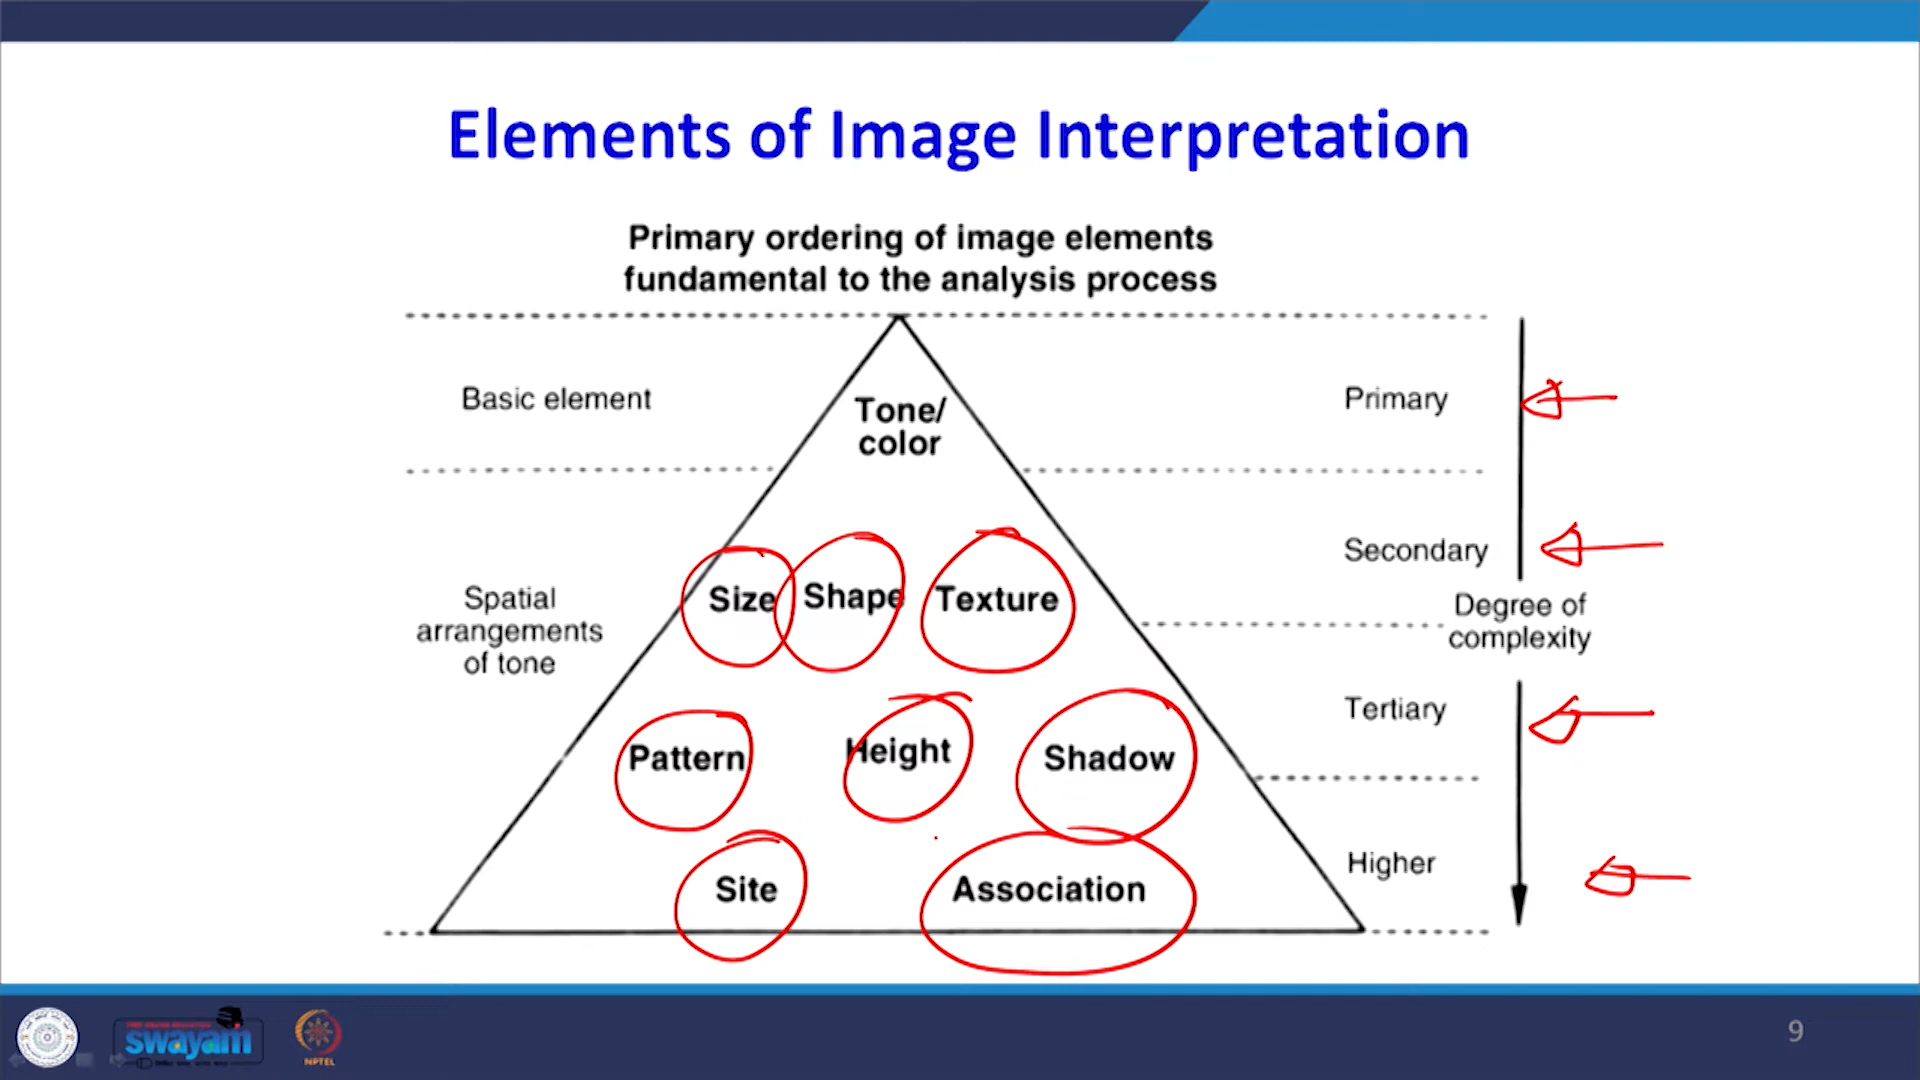 Elements of Image Interpretation
Primary ordering of image elements
fundamental to the analysis process
Basic element
Tone/
color
Primary
Size Shape Texture
Secondary
Spatial
arrangements
of tone
Degree of
complexity
Pattern Height Shadow
Tertiary
Site Association
Higher
swayam
NPTEL
9